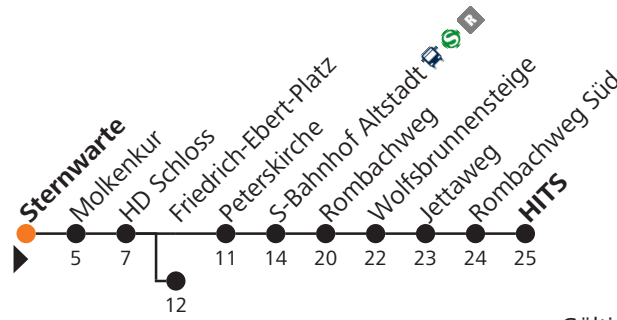 Sternwarte
Molkenkur
HD Schloss
Friedrich-Ebert-Platz
Peterskirche
S-Bahnhof Altstadt S R
Rombachweg
Wolfsbrunnensteige
Jettaweg
Rombachweg Süd
HITS
5 7 11 14 20 22 23 24 25
12